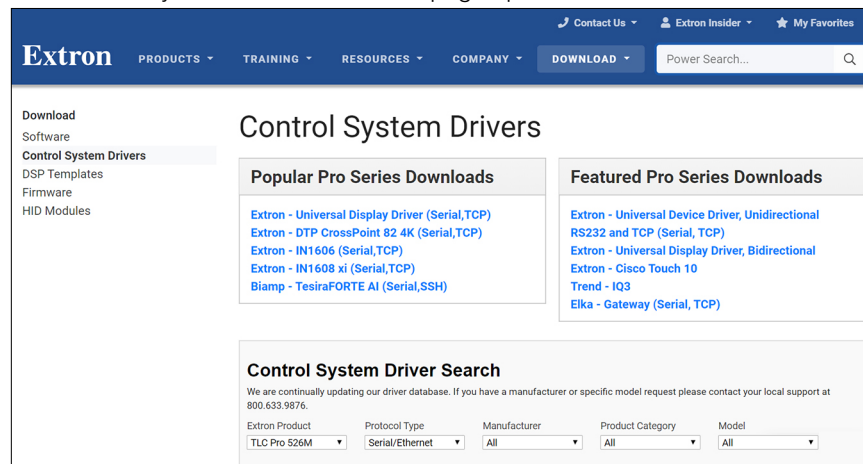 Contact Us
Extron Insider
My Favorites
Extron
PRODUCTS
TRAINING
RESOURCES
COMPANY
DOWNLOAD
Power Search...
Download
Software
Control System Drivers
DSP Templates
Firmware
HID Modules
Control System Drivers
Popular Pro Series Downloads
Extron - Universal Display Driver (Serial,TCP)
Extron - DTP CrossPoint 82 4K (Serial,TCP)
Extron - IN1606 (Serial,TCP)
Extron - IN1608 xi (Serial,TCP)
Biamp - TesiraFORTE AI (Serial,SSH)
Featured Pro Series Downloads
Extron - Universal Device Driver, Unidirectional
RS232 and TCP (Serial, TCP)
Extron - Universal Display Driver, Bidirectional
Extron - Cisco Touch 10
Trend - IQ3
Elka - Gateway (Serial, TCP)
Control System Driver Search
We are continually updating our driver database. If you have a manufacturer or specific model request please contact your local support at
800.633.9876.
Extron Product
Protocol Type
Manufacturer
Product Category
Model
TLC Pro 526M
Serial/Ethernet
All
All
All